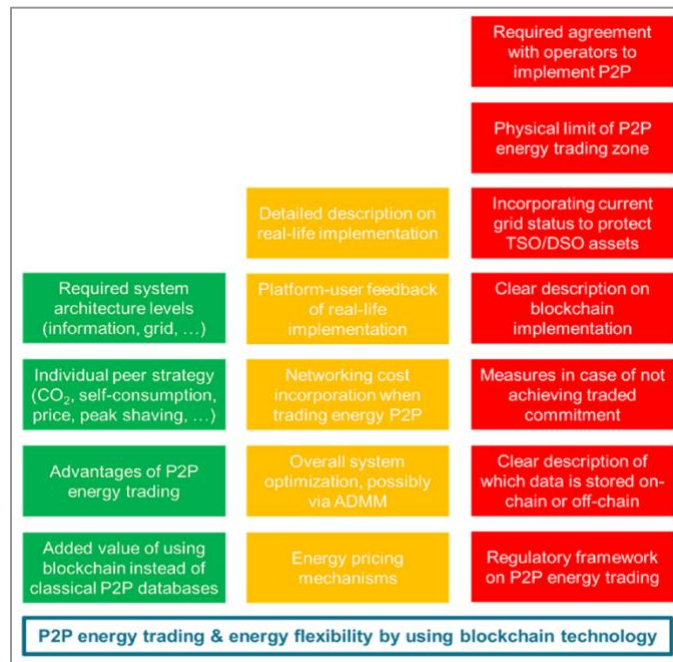 Required system
architecture levels
(information, grid, ...)
Individual peer strategy
(CO₂, self-consumption,
price, peak shaving, ...)
Advantages of P2P
energy trading
Added value of using
blockchain instead of
classical P2P databases
Detailed description on
real-life implementation
Platform-user feedback
of real-life
implementation
Networking cost
incorporation when
trading energy P2P
Overall system
optimization, possibly
via ADMM
Energy pricing
mechanisms
Required agreement
with operators to
implement P2P
Physical limit of P2P
energy trading zone
Incorporating current
grid status to protect
TSO/DSO assets
Clear description on
blockchain
implementation
Measures in case of not
achieving traded
commitment
Clear description of
which data is stored on-
chain or off-chain
Regulatory framework
on P2P energy trading
P2P energy trading & energy flexibility by using blockchain technology